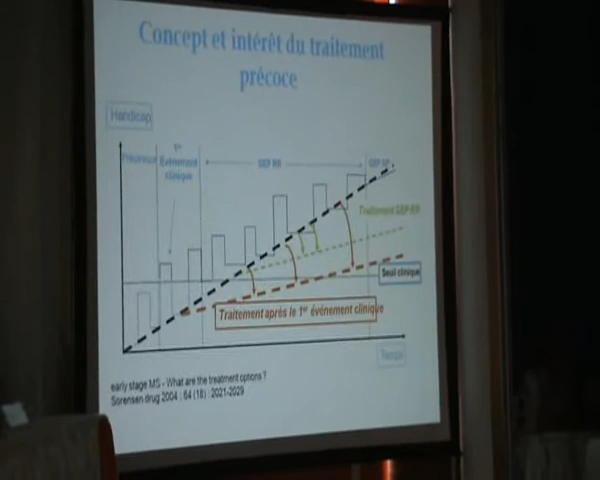 Concept et intérêt du traitement
précoce
Handicap
1er
Événement
clinique
SEP RR
SEP SP
Traitement SEP-RR
Seuil clinique
Traitement après le 1er événement clinique
Temps
early stage MS - What are the treatment options ?
Sorensen drug 2004 ; 64 (18) : 2021-2029